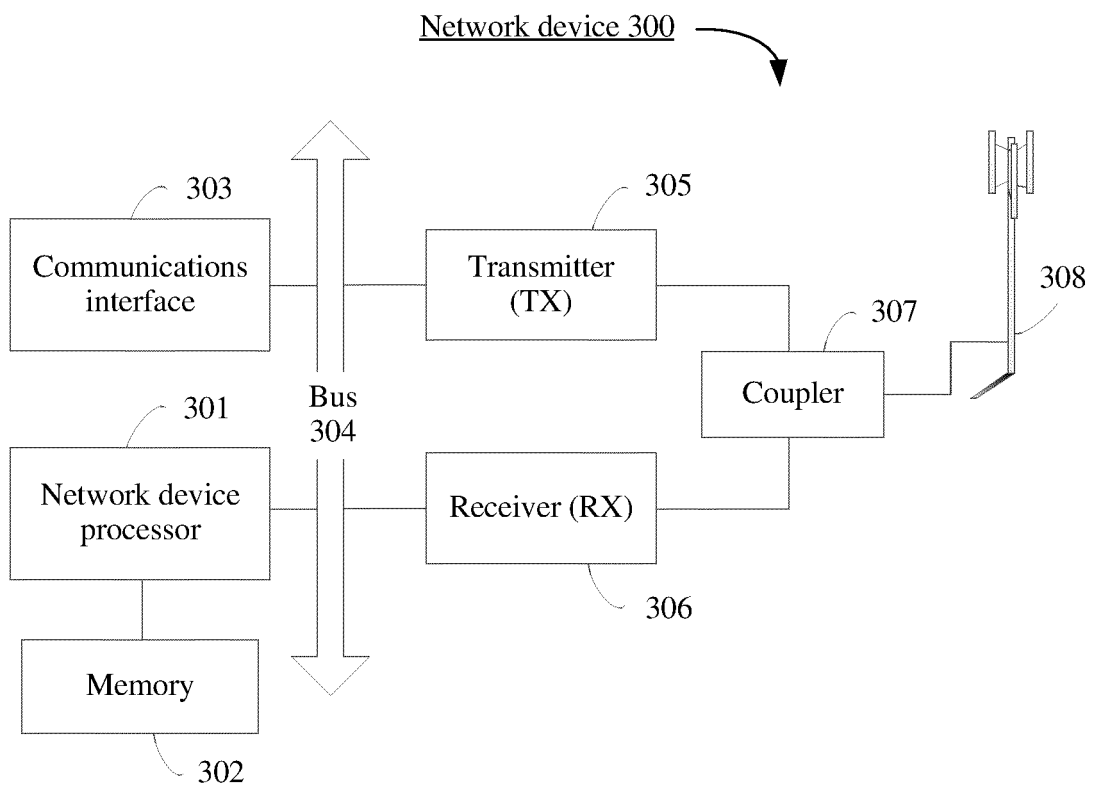 Network device 300
303
305
Communications
interface
Transmitter
(TX)
308
307
Coupler
Bus
304
301
Network device
processor
Receiver (RX)
306
Memory
302